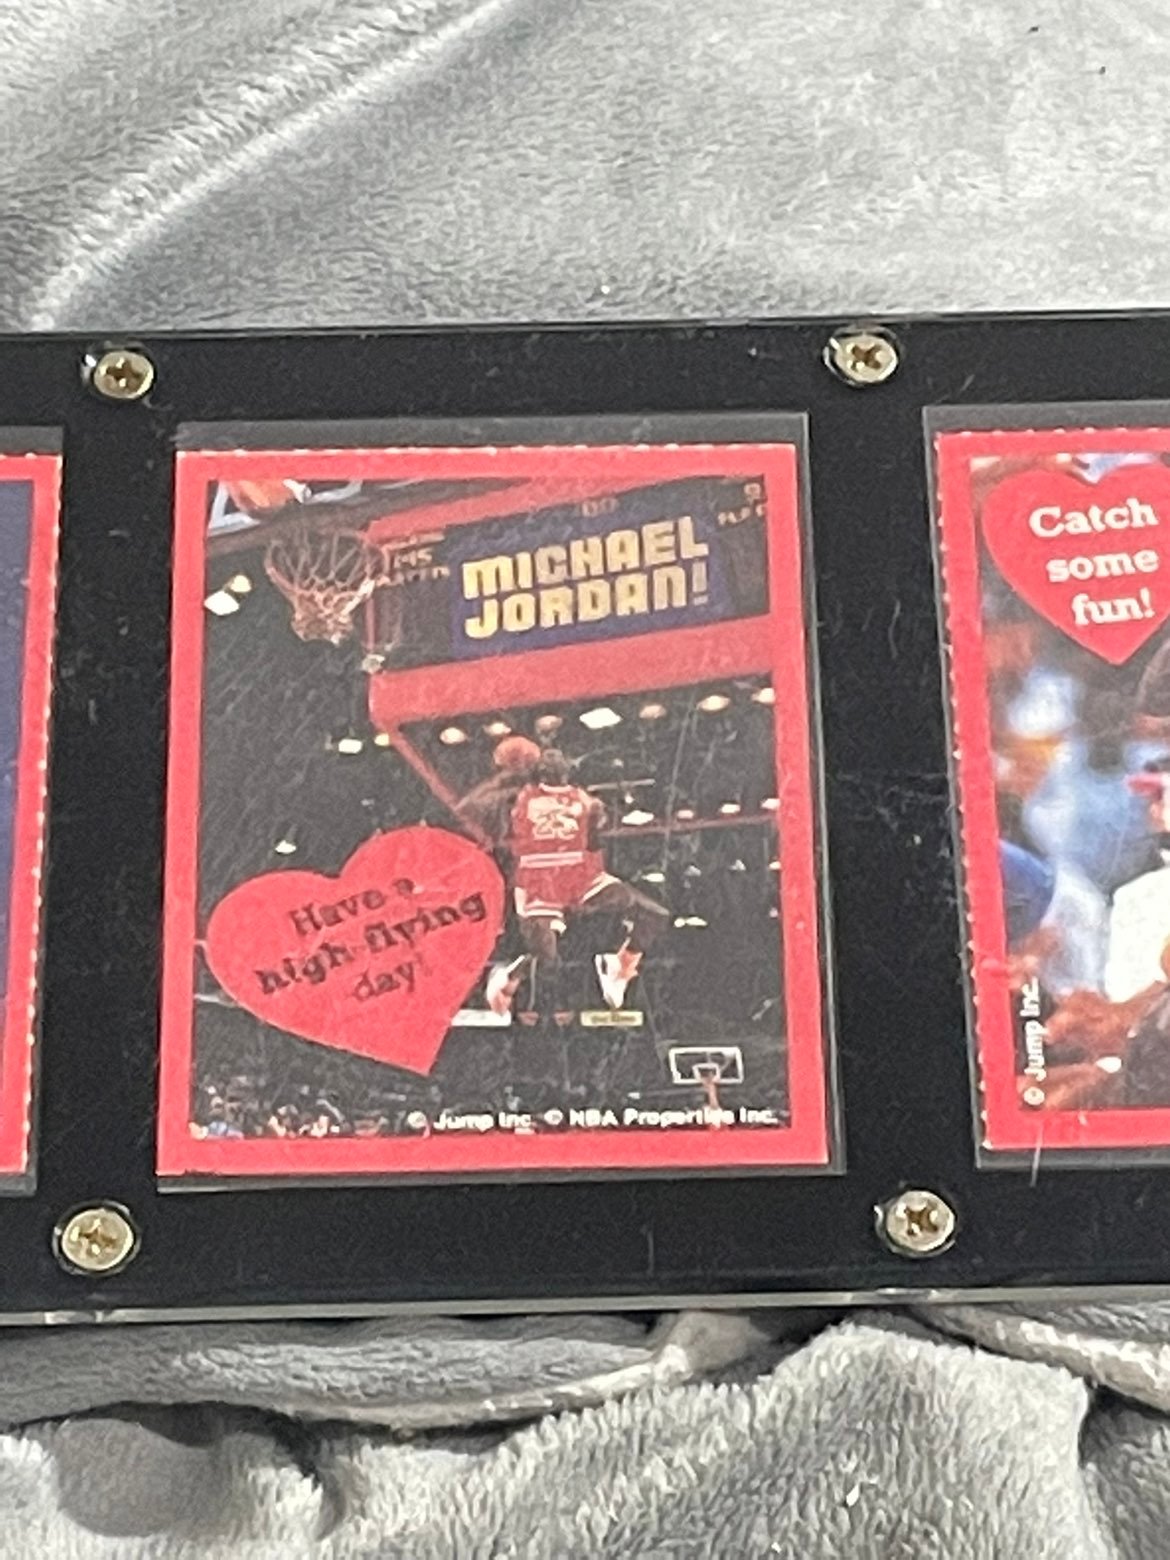 MICHAEL
JORDAN!
Have a
high-flying
day!
© Jump Inc. © NBA Properties Inc.
Catch
some
fun!
© Jump Inc.